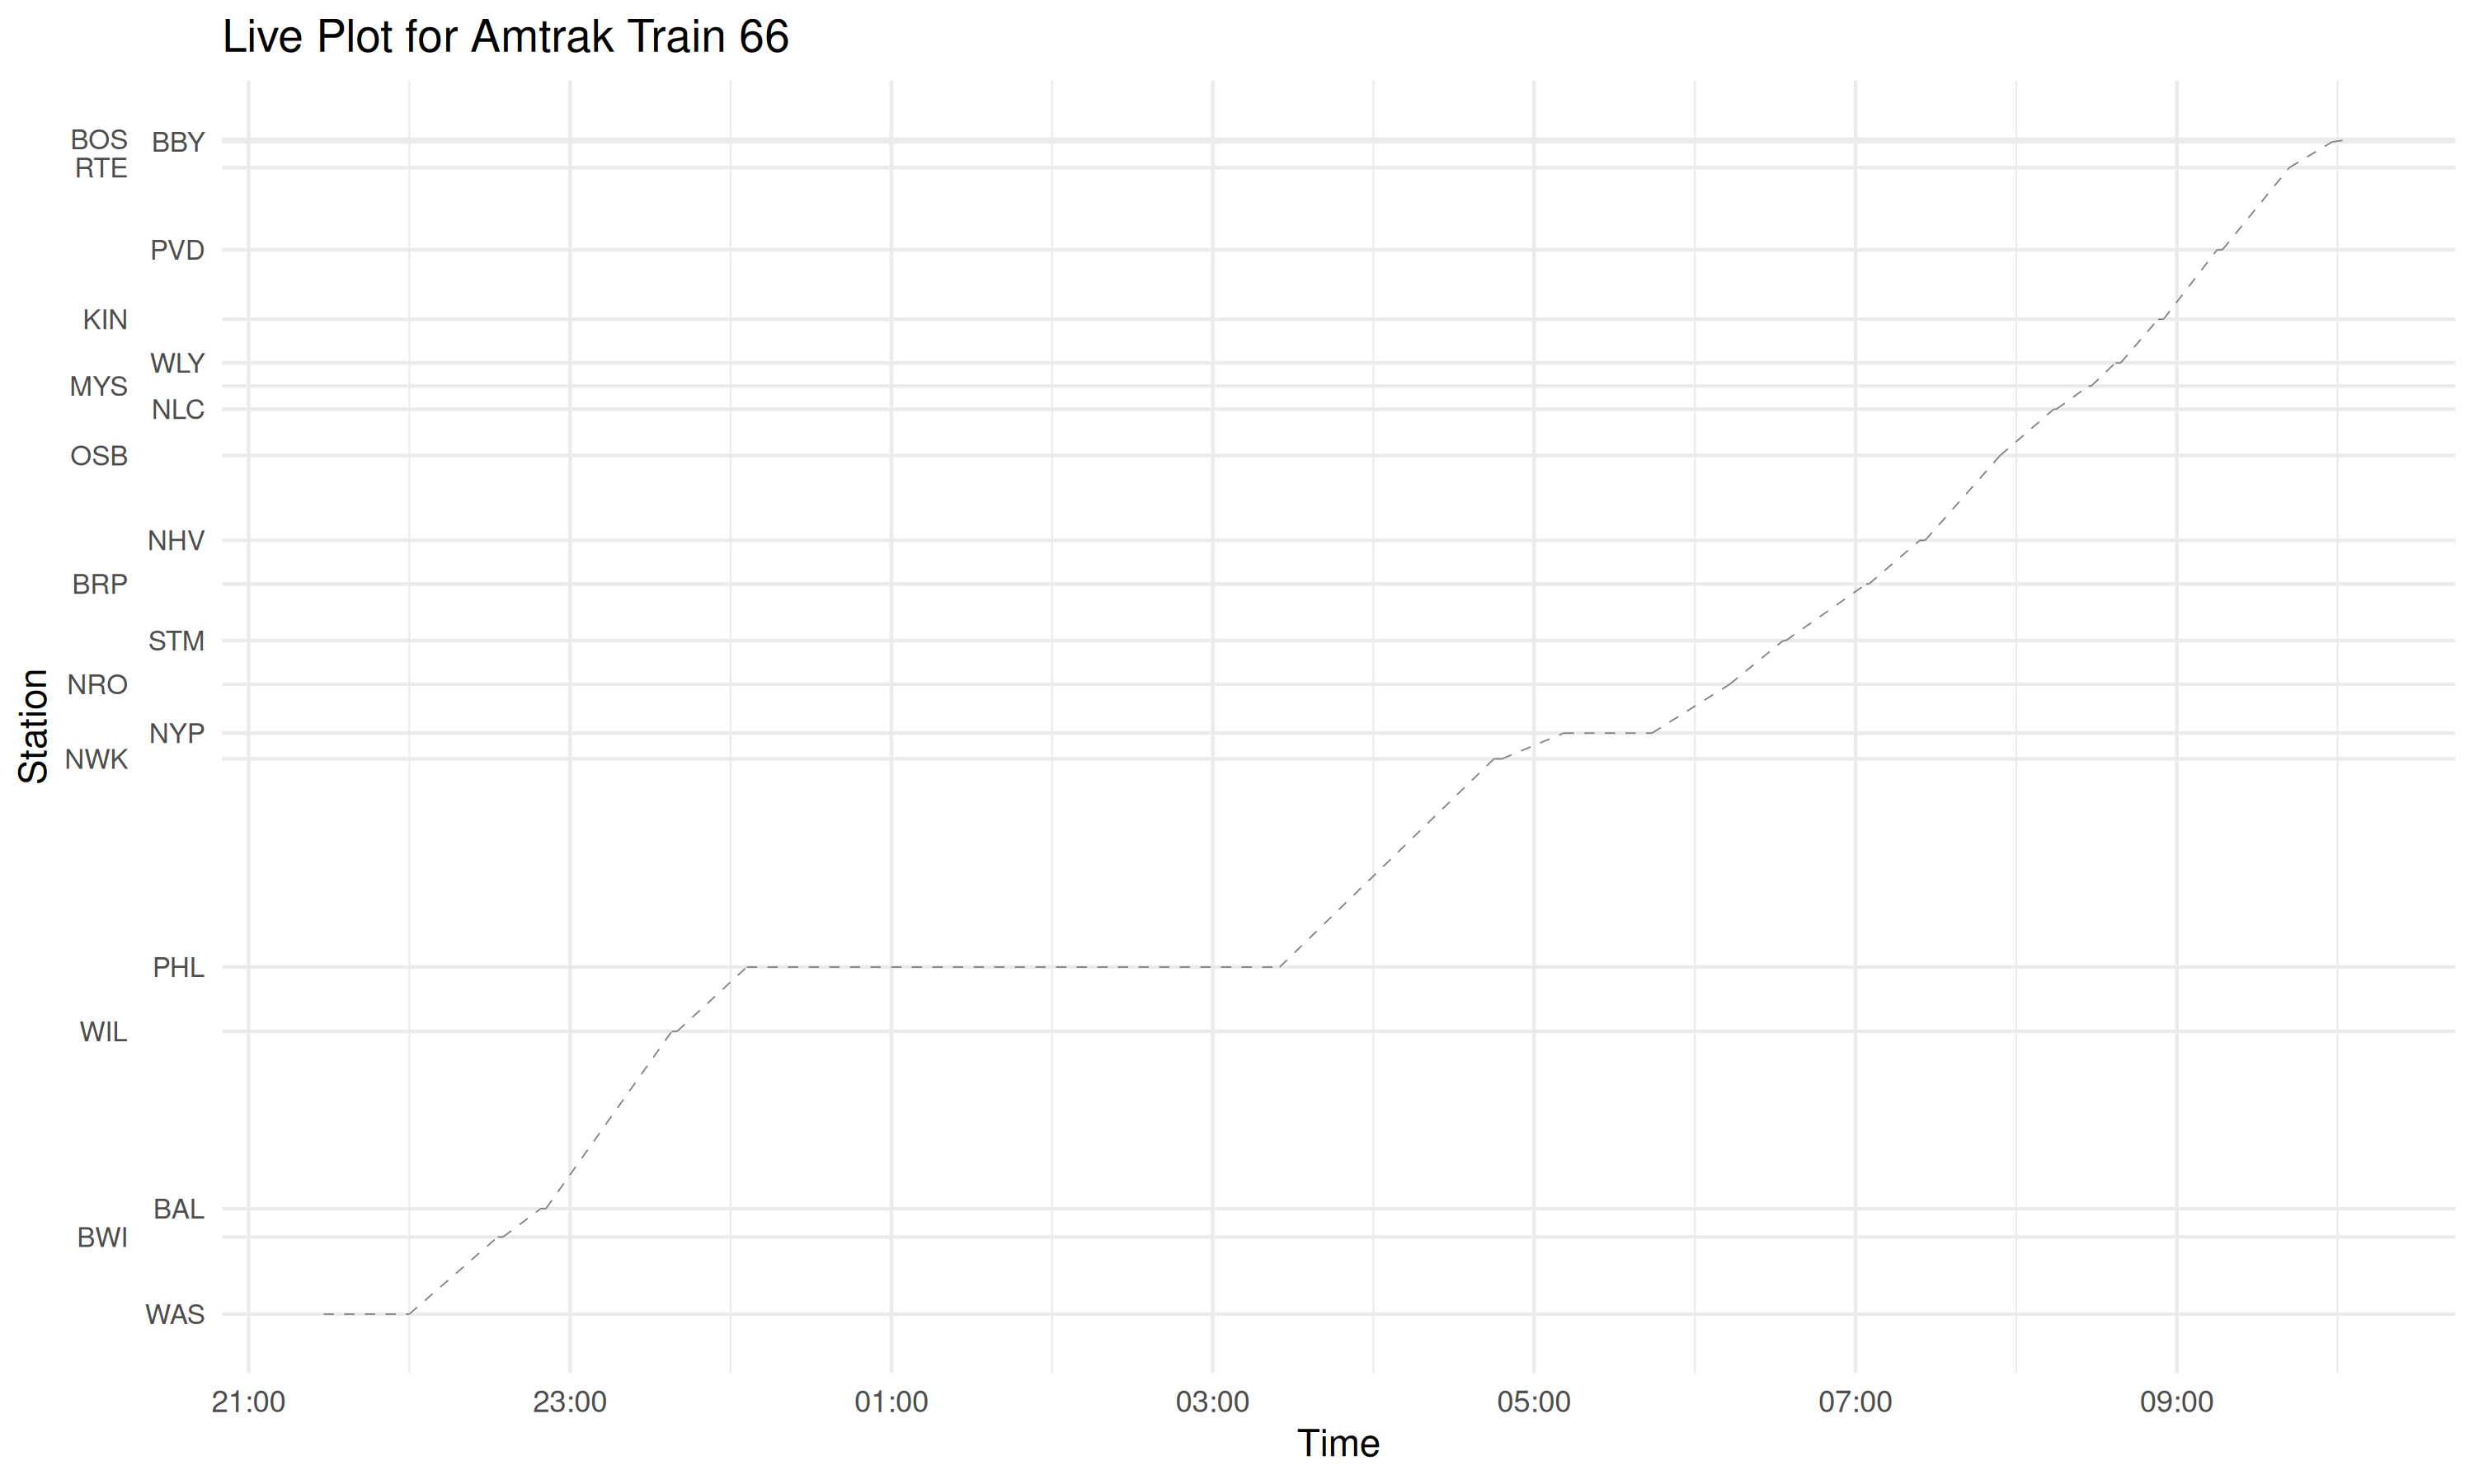 Live Plot for Amtrak Train 66
BOS BBY
RTE
PVD
KIN
WLY
MYS
NLC
OSB
NHV
BRP
STM
NRO
NYP
NWK
PHL
WIL
BAL
BWI
WAS
Station
21:00 23:00 01:00 03:00 05:00 07:00 09:00
Time